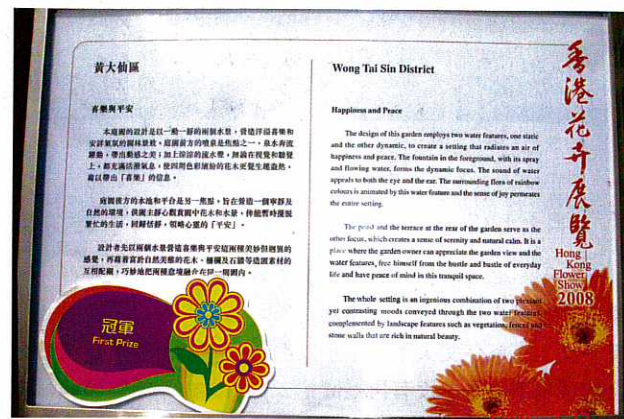 黃大仙區
喜樂與平安
本庭園的設計是以一動一靜的兩個水景，營造洋溢喜樂和
安詳氣氛的園林景致。庭園前方的噴泉是焦點之一，泉水奔流
躍動，帶出動感之美；加上淙淙的流水聲，無論在視覺和聽覺
上，都充滿活潑氣息，使四周色彩繽紛的花木更覺生趣盎然，
藉以帶出「喜樂」的信息。
庭園後方的水池和平台是另一焦點，旨在營造一個寧靜及
自然的環境，供園主靜心觀賞園中花木和水景，俾能暫時擺脫
繁忙的生活，回歸恬靜，領略心靈的「平安」。
設計者先以兩個水景營造喜樂與平安這兩種美妙但迥異的
感覺，再藉着富於自然美態的花木、柵欄及石牆等造園素材的
互相配襯，巧妙地把兩種意境融合在同一園圃內。
冠軍
First Prize
Wong Tai Sin District
Happiness and Peace
The design of this garden employs two water features, one static
and the other dynamic, to create a setting that radiates an air of
happiness and peace. The fountain in the foreground, with its spray
and flowing water, forms the dynamic focus. The sound of water
appeals to both the eye and the ear. The surrounding flora of rainbow
colours is animated by this water feature and the sense of joy permeates
the entire setting.
The pond and the terrace at the rear of the garden serve as the
other focus, which creates a sense of serenity and natural calm. It is a
place where the garden owner can appreciate the garden view and the
water features, free himself from the hustle and bustle of everyday
life and have peace of mind in this tranquil space.
The whole setting is an ingenious combination of two pleasant
yet contrasting moods conveyed through the two water features,
complemented by landscape features such as vegetation, fences and
stone walls that are rich in natural beauty.
香港花卉展覽
Hong
Kong
Flower
Show
2008